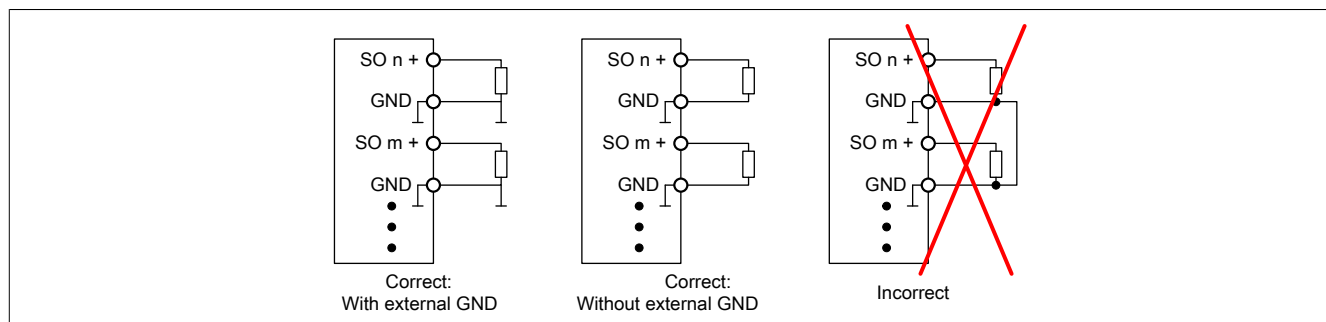 SO n +
GND
SO m +
GND
Correct:
With external GND
SO n +
GND
SO m +
GND
Correct:
Without external GND
SO n +
GND
SO m +
GND
Incorrect